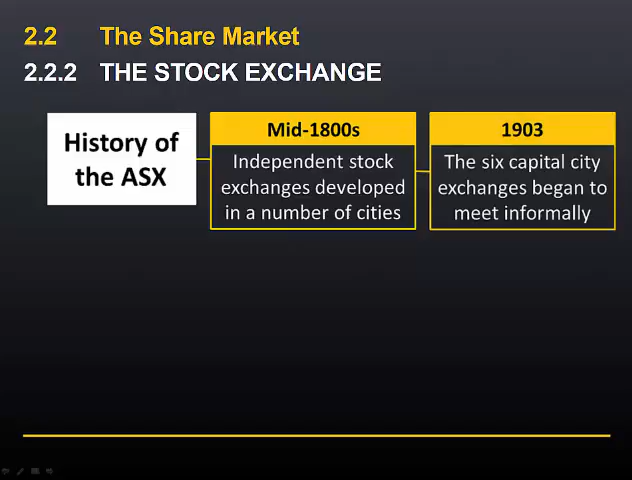 2.2 The Share Market
2.2.2 THE STOCK EXCHANGE
History of
the ASX
Mid-1800s
Independent stock
exchanges developed
in a number of cities
1903
The six capital city
exchanges began to
meet informally